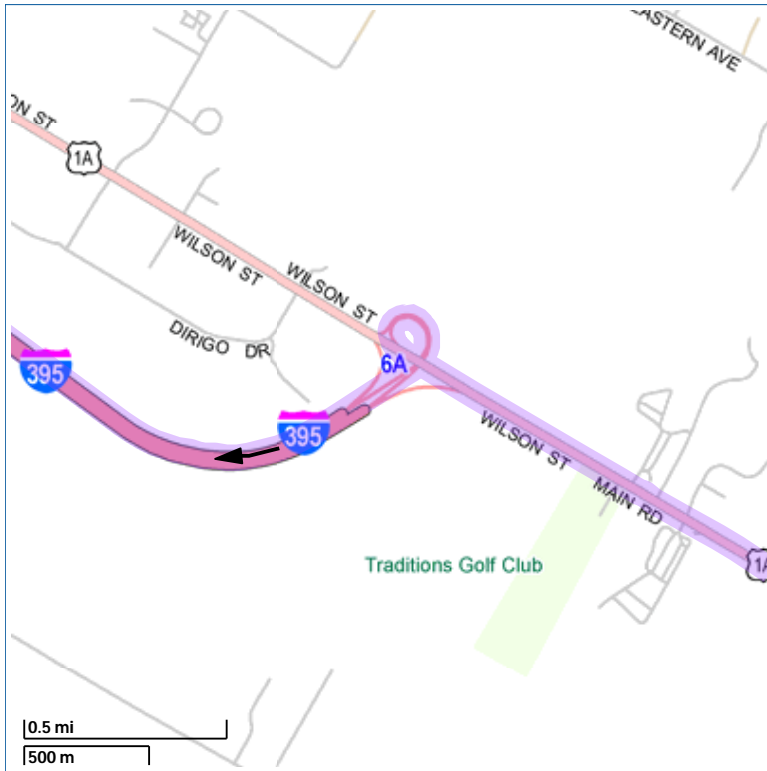 EASTERN AVE
ON ST
1A
WILSON ST
WILSON ST
DIRIGO DR
6A
395
395
WILSON ST
MAIN RD
1A
Traditions Golf Club
0.5 mi
500 m